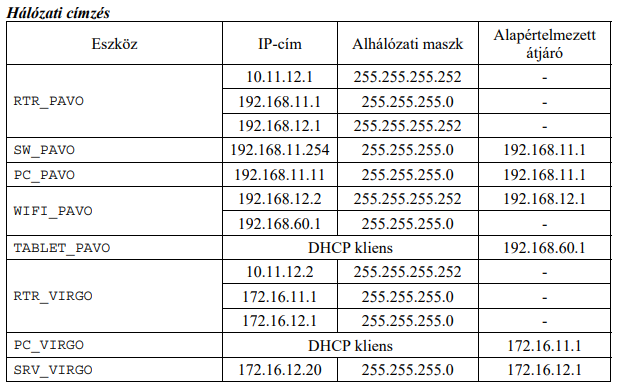 Hálózati címzés
Eszköz IP-cím Alhálózati maszk Alapértelmezett
átjáró
RTR_PAVO 10.11.12.1 255.255.255.252 -
192.168.11.1 255.255.255.0 -
192.168.12.1 255.255.255.252 -
SW_PAVO 192.168.11.254 255.255.255.0 192.168.11.1
PC_PAVO 192.168.11.11 255.255.255.0 192.168.11.1
WIFI_PAVO 192.168.12.2 255.255.255.252 192.168.12.1
192.168.60.1 255.255.255.0 -
TABLET_PAVO DHCP kliens 192.168.60.1
RTR_VIRGO 10.11.12.2 255.255.255.252 -
172.16.11.1 255.255.255.0 -
172.16.12.1 255.255.255.0 -
PC_VIRGO DHCP kliens 172.16.11.1
SRV_VIRGO 172.16.12.20 255.255.255.0 172.16.12.1